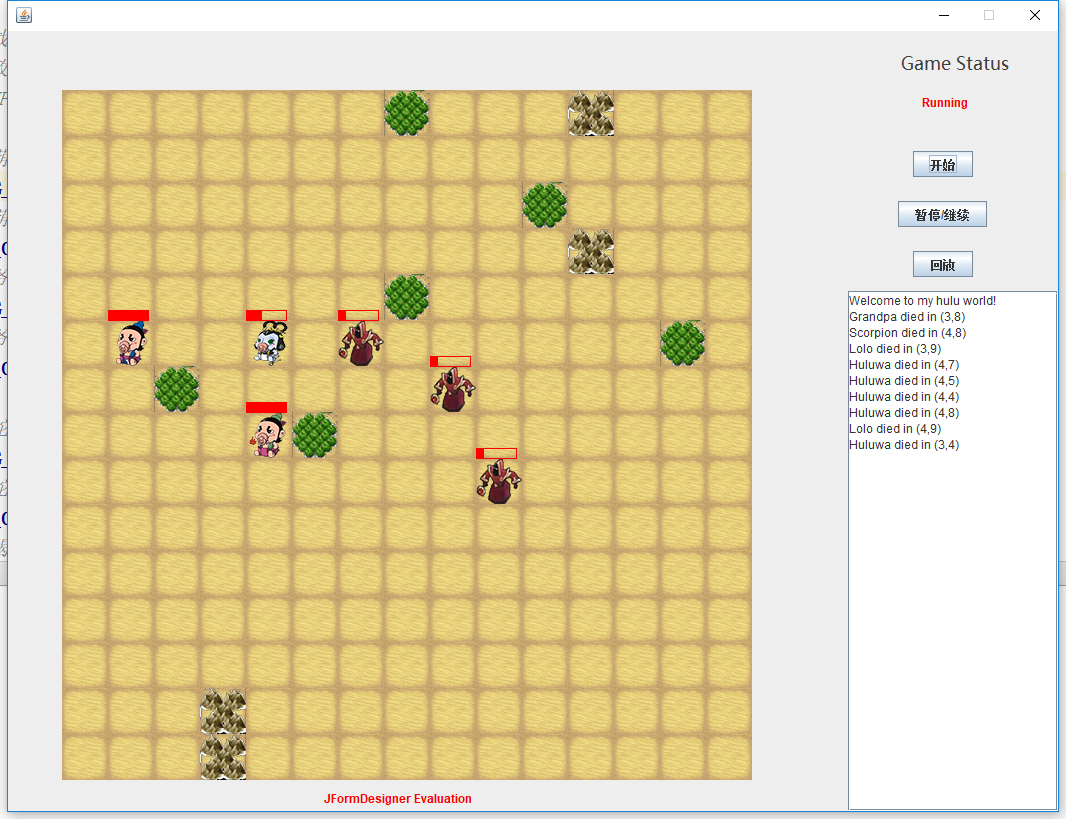 Game Status
Running
开始
暂停/继续
回放
Welcome to my hulu world!
Grandpa died in (3,8)
Scorpion died in (4,8)
Lolo died in (3,9)
Huluwa died in (4,7)
Huluwa died in (4,5)
Huluwa died in (4,4)
Huluwa died in (4,8)
Lolo died in (4,9)
Huluwa died in (3,4)
JFormDesigner Evaluation